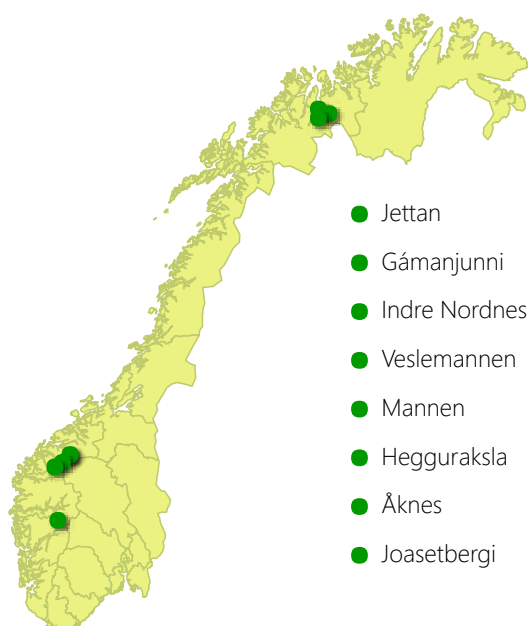 Jettan
Gámanjunni
Indre Nordnes
Veslemannen
Mannen
Hegguraksla
Åknes
Joasetbergi